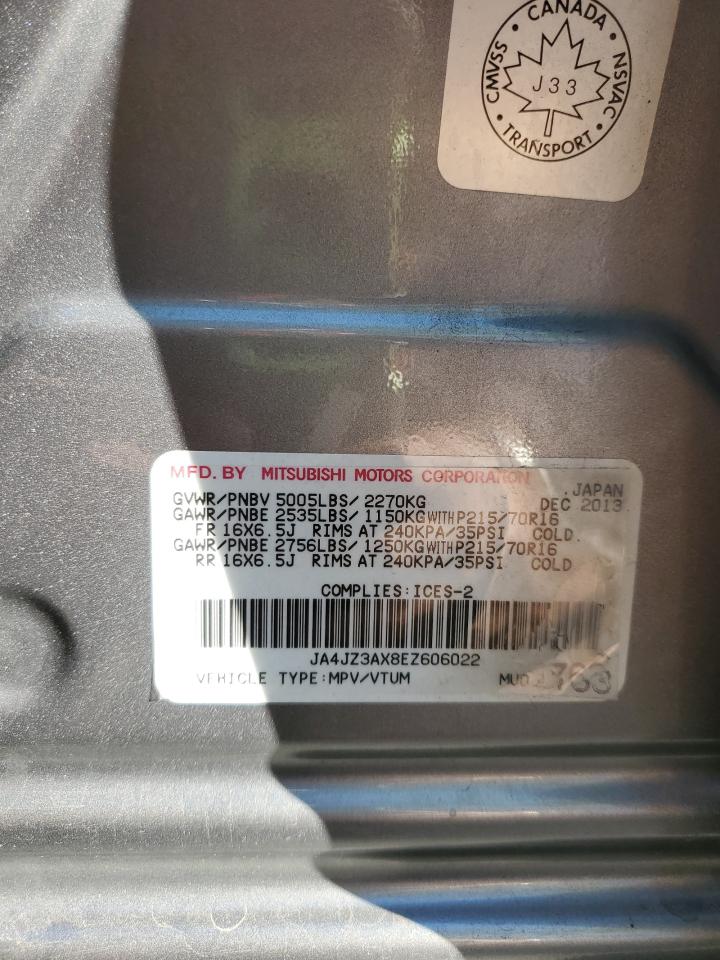 CANADA
CMVSS
NSVAC
J33
TRANSPORT
MFD. BY MITSUBISHI MOTORS CORPORATION
JAPAN
GVWR/PNBV 5005LBS/2270KG DEC 2013
GAWR/PNBE 2535LBS/1150KG WITH P215/70R16
FR 16X6.5J RIMS AT 240KPA/35PSI COLD.
GAWR/PNBE 2756LBS/1250KG WITH P215/70R16
RR 16X6.5J RIMS AT 240KPA/35PSI COLD
COMPLIES:ICES-2
JA4JZ3AX8EZ606022
VEHICLE TYPE:MPV/VTUM